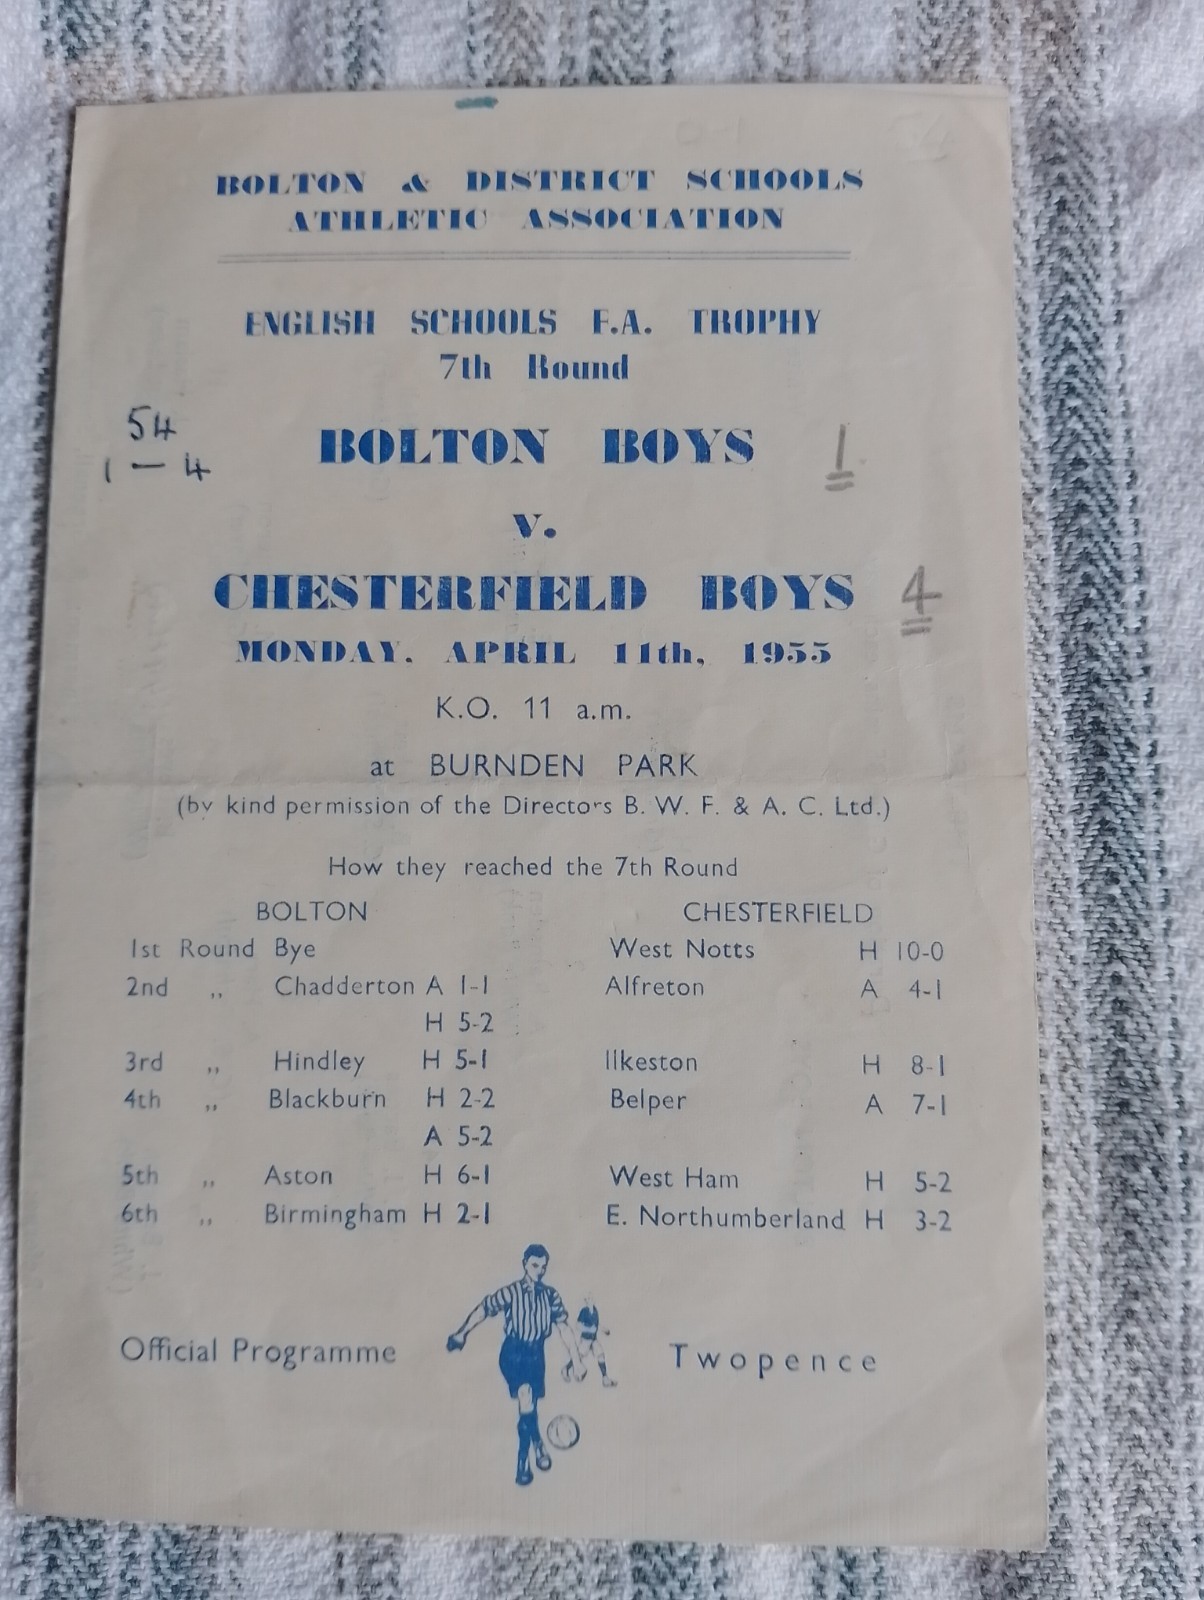 BOLTON & DISTRICT SCHOOLS
ATHLETIC ASSOCIATION
ENGLISH SCHOOLS F.A. TROPHY
7th Round
54
1 — 4
BOLTON BOYS 1
v.
CHESTERFIELD BOYS 4
MONDAY, APRIL 11th, 1955
K.O. 11 a.m.
at BURNDEN PARK
(by kind permission of the Directors B. W. F. & A. C. Ltd.)
How they reached the 7th Round
BOLTON CHESTERFIELD
1st Round Bye West Notts H 10-0
2nd ,, Chadderton A 1-1 Alfreton A 4-1
H 5-2
3rd ,, Hindley H 5-1 Ilkeston H 8-1
4th ,, Blackburn H 2-2 Belper A 7-1
A 5-2
5th ,, Aston H 6-1 West Ham H 5-2
6th ,, Birmingham H 2-1 E. Northumberland H 3-2
Official Programme Twopence